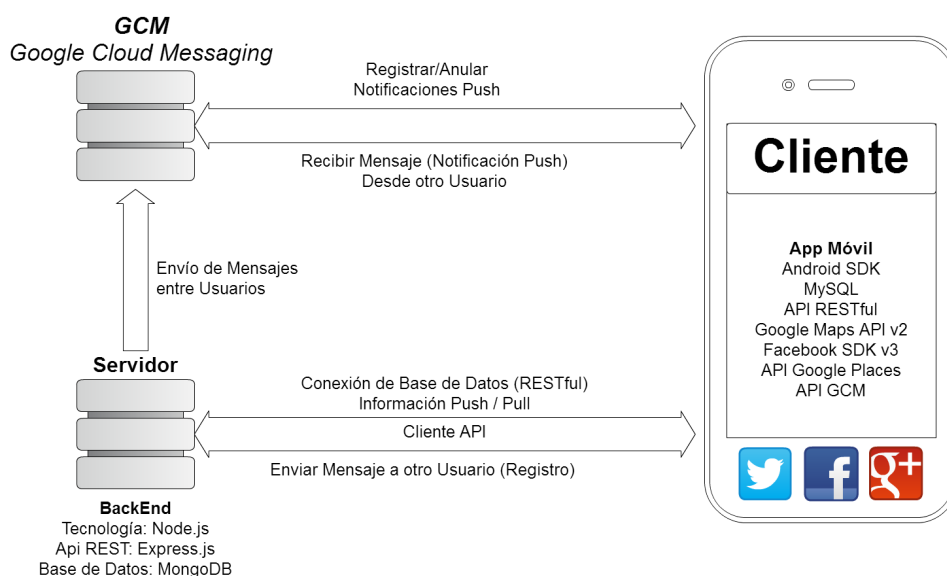 GCM
Google Cloud Messaging
Registrar/Anular
Notificaciones Push
Recibir Mensaje (Notificación Push)
Desde otro Usuario
Cliente
Envío de Mensajes
entre Usuarios
App Móvil
Android SDK
MySQL
API RESTful
Google Maps API v2
Facebook SDK v3
API Google Places
API GCM
Servidor
Conexión de Base de Datos (RESTful)
Información Push / Pull
Cliente API
Enviar Mensaje a otro Usuario (Registro)
f
g+
BackEnd
Tecnología: Node.js
Api REST: Express.js
Base de Datos: MongoDB